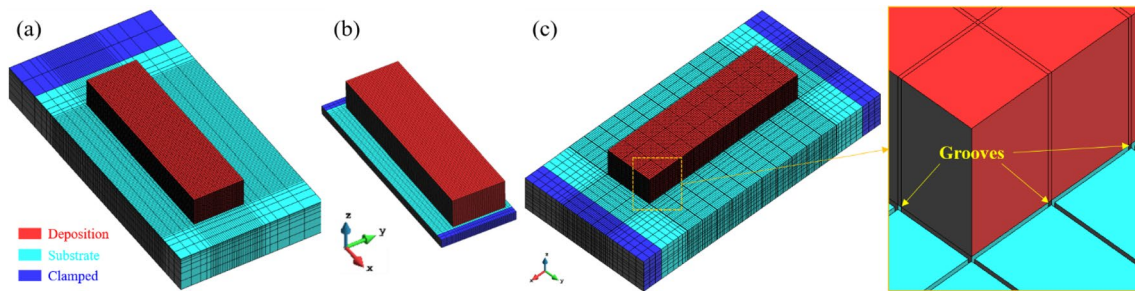 (a)
(b)
(c)
Grooves
Deposition
Substrate
Clamped
z
y
x
z
x
y